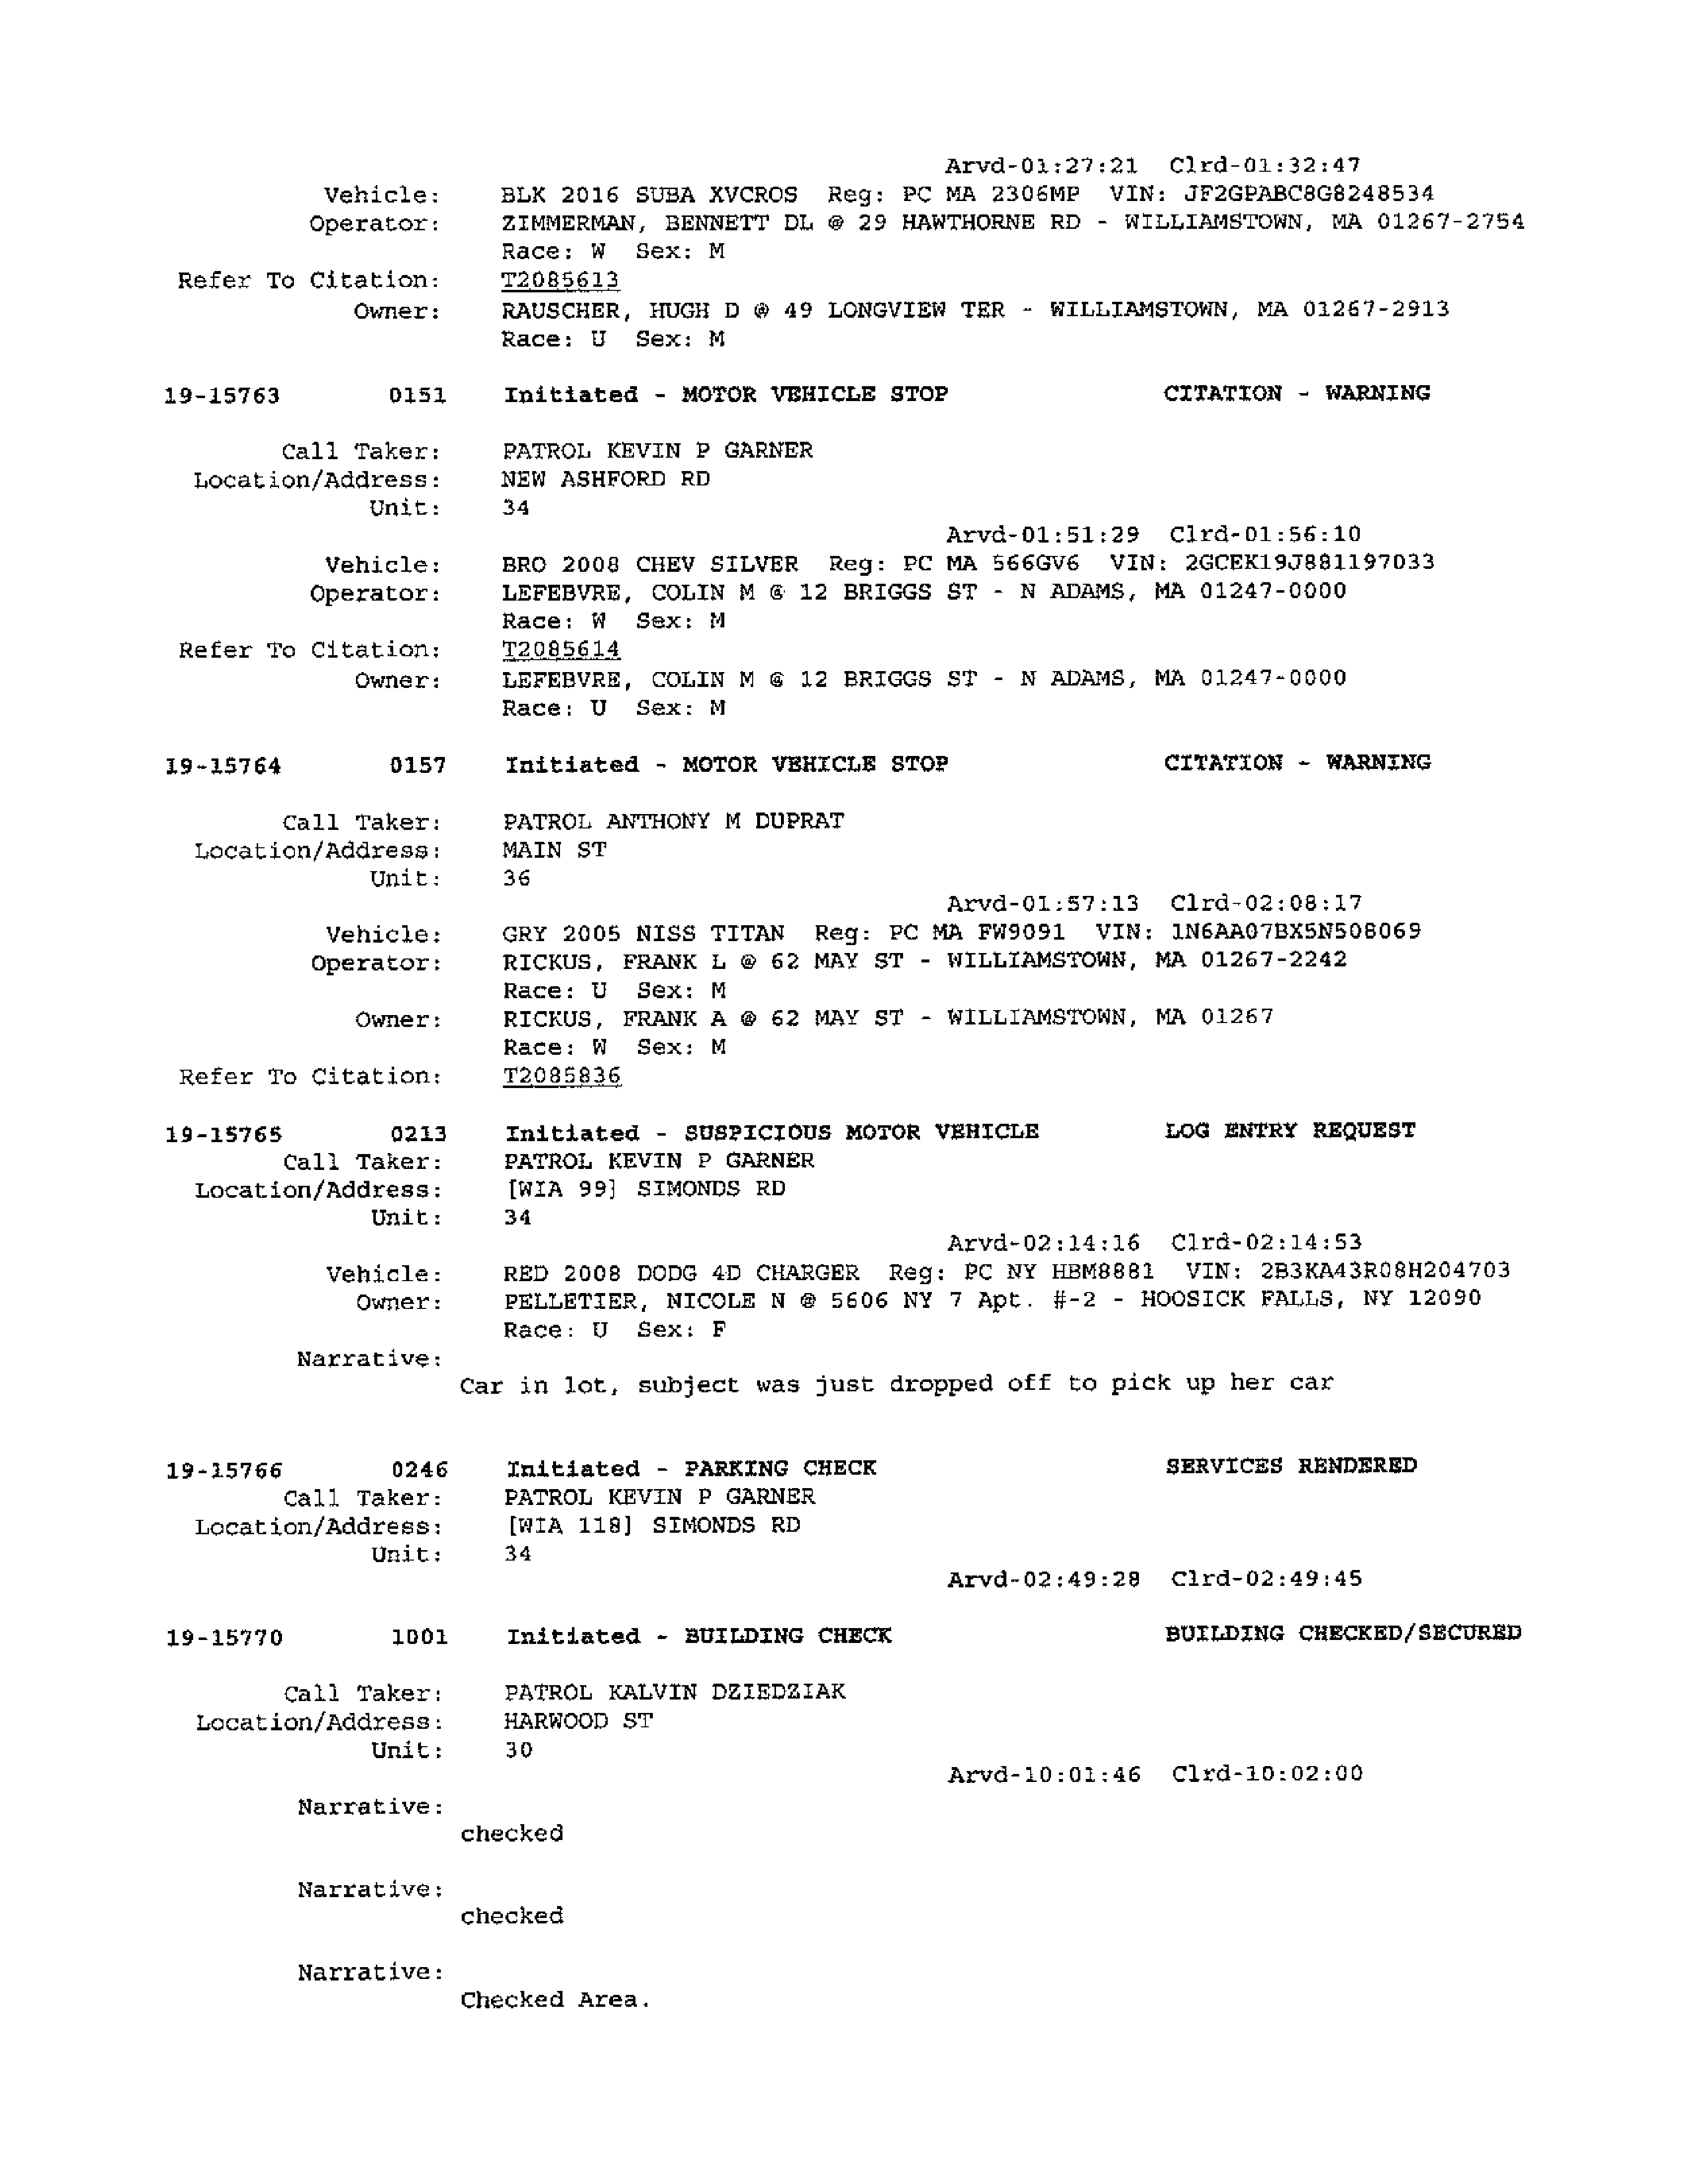 Arvd-01:27:21 Clrd-01:32:47
Vehicle: BLK 2016 SUBA XVCROS Reg: PC MA 2306MP VIN: JF2GPABC8G8248534
Operator: ZIMMERMAN, BENNETT DL @ 29 HAWTHORNE RD - WILLIAMSTOWN, MA 01267-2754
Race: W Sex: M
Refer To Citation: T2085613
Owner: RAUSCHER, HUGH D @ 49 LONGVIEW TER - WILLIAMSTOWN, MA 01267-2913
Race: U Sex: M
19-15763 0151 Initiated - MOTOR VEHICLE STOP CITATION - WARNING
Call Taker: PATROL KEVIN P GARNER
Location/Address: NEW ASHFORD RD
Unit: 34
Arvd-01:51:29 Clrd-01:56:10
Vehicle: BRO 2008 CHEV SILVER Reg: PC MA 566GV6 VIN: 2GCEK19J881197033
Operator: LEFEBVRE, COLIN M @ 12 BRIGGS ST - N ADAMS, MA 01247-0000
Race: W Sex: M
Refer To Citation: T2085614
Owner: LEFEBVRE, COLIN M @ 12 BRIGGS ST - N ADAMS, MA 01247-0000
Race: U Sex: M
19-15764 0157 Initiated - MOTOR VEHICLE STOP CITATION - WARNING
Call Taker: PATROL ANTHONY M DUPRAT
Location/Address: MAIN ST
Unit: 36
Arvd-01:57:13 Clrd-02:08:17
Vehicle: GRY 2005 NISS TITAN Reg: PC MA FW9091 VIN: 1N6AA07BX5N508069
Operator: RICKUS, FRANK L @ 62 MAY ST - WILLIAMSTOWN, MA 01267-2242
Race: U Sex: M
Owner: RICKUS, FRANK A @ 62 MAY ST - WILLIAMSTOWN, MA 01267
Race: W Sex: M
Refer To Citation: T2085836
19-15765 0213 Initiated - SUSPICIOUS MOTOR VEHICLE LOG ENTRY REQUEST
Call Taker: PATROL KEVIN P GARNER
Location/Address: [WIA 99] SIMONDS RD
Unit: 34
Arvd-02:14:16 Clrd-02:14:53
Vehicle: RED 2008 DODG 4D CHARGER Reg: PC NY HBM8881 VIN: 2B3KA43R08H204703
Owner: PELLETIER, NICOLE N @ 5606 NY 7 Apt. #-2 - HOOSICK FALLS, NY 12090
Race: U Sex: F
Narrative:
Car in lot, subject was just dropped off to pick up her car
19-15766 0246 Initiated - PARKING CHECK SERVICES RENDERED
Call Taker: PATROL KEVIN P GARNER
Location/Address: [WIA 118] SIMONDS RD
Unit: 34
Arvd-02:49:28 Clrd-02:49:45
19-15770 1001 Initiated - BUILDING CHECK BUILDING CHECKED/SECURED
Call Taker: PATROL KALVIN DZIEDZIAK
Location/Address: HARWOOD ST
Unit: 30
Arvd-10:01:46 Clrd-10:02:00
Narrative:
checked
Narrative:
checked
Narrative:
Checked Area.